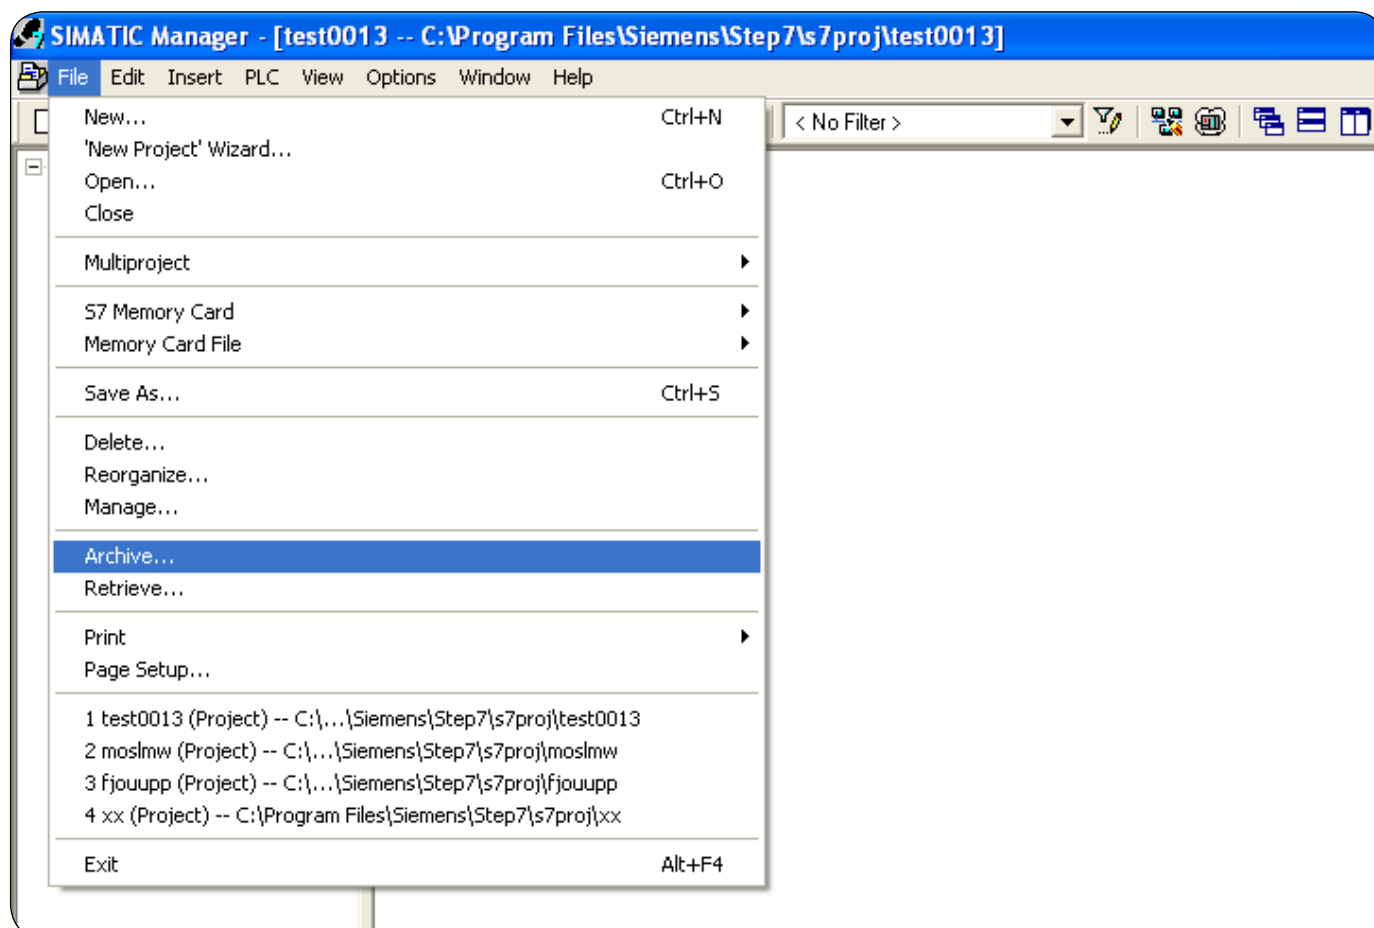 SIMATIC Manager - [test0013 -- C:\Program Files\Siemens\Step7\s7proj\test0013]
File Edit Insert PLC View Options Window Help
< No Filter >
New... Ctrl+N
'New Project' Wizard...
Open... Ctrl+O
Close
Multiproject
S7 Memory Card
Memory Card File
Save As... Ctrl+S
Delete...
Reorganize...
Manage...
Archive...
Retrieve...
Print
Page Setup...
1 test0013 (Project) -- C:\...\Siemens\Step7\s7proj\test0013
2 moslmw (Project) -- C:\...\Siemens\Step7\s7proj\moslmw
3 fjouupp (Project) -- C:\...\Siemens\Step7\s7proj\fjouupp
4 xx (Project) -- C:\Program Files\Siemens\Step7\s7proj\xx
Exit Alt+F4